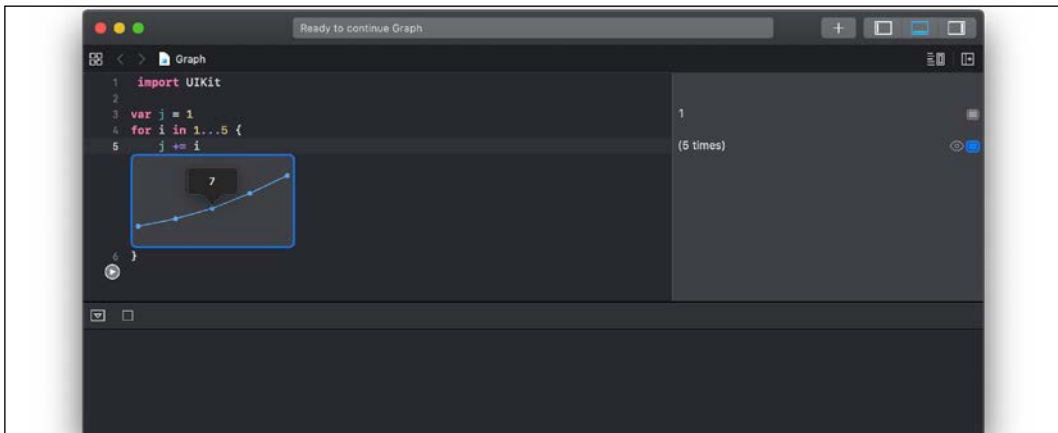 Ready to continue Graph
Graph
1 import UIKit
2
3 var j = 1
1
4 for i in 1...5 {
5 j += i
(5 times)
7
6 }